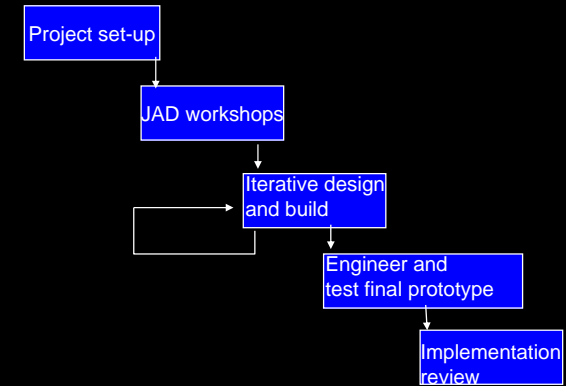 Project set-up
JAD workshops
Iterative design
and build
Engineer and
test final prototype
Implementation
review